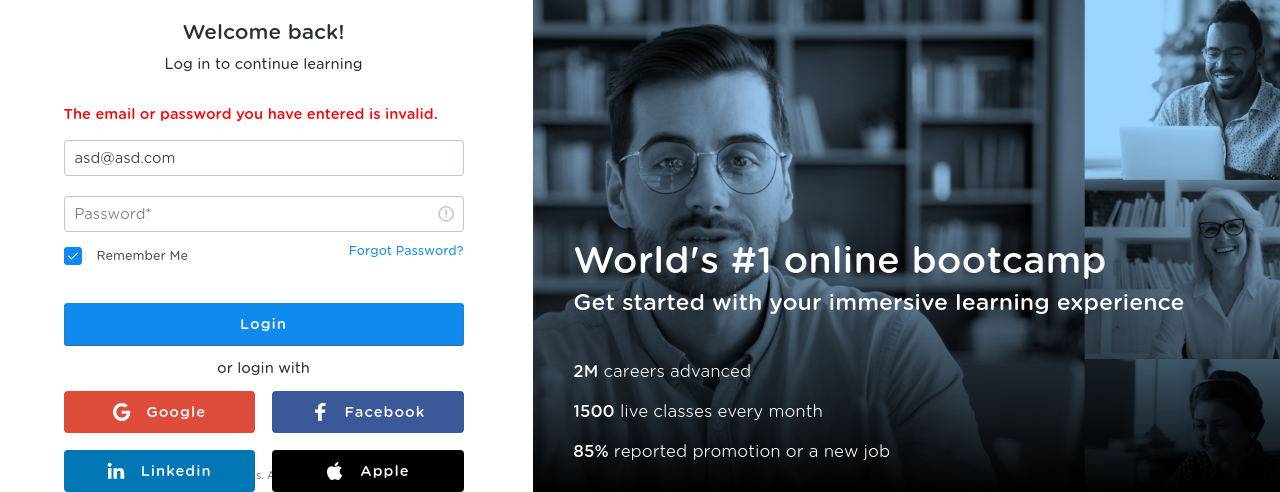 Welcome back!
Log in to continue learning
The email or password you have entered is invalid.
asd@asd.com
Password*
Remember Me
Forgot Password?
Login
or login with
Google
Facebook
Linkedin
Apple
s. A
World's #1 online bootcamp
Get started with your immersive learning experience
2M careers advanced
1500 live classes every month
85% reported promotion or a new job